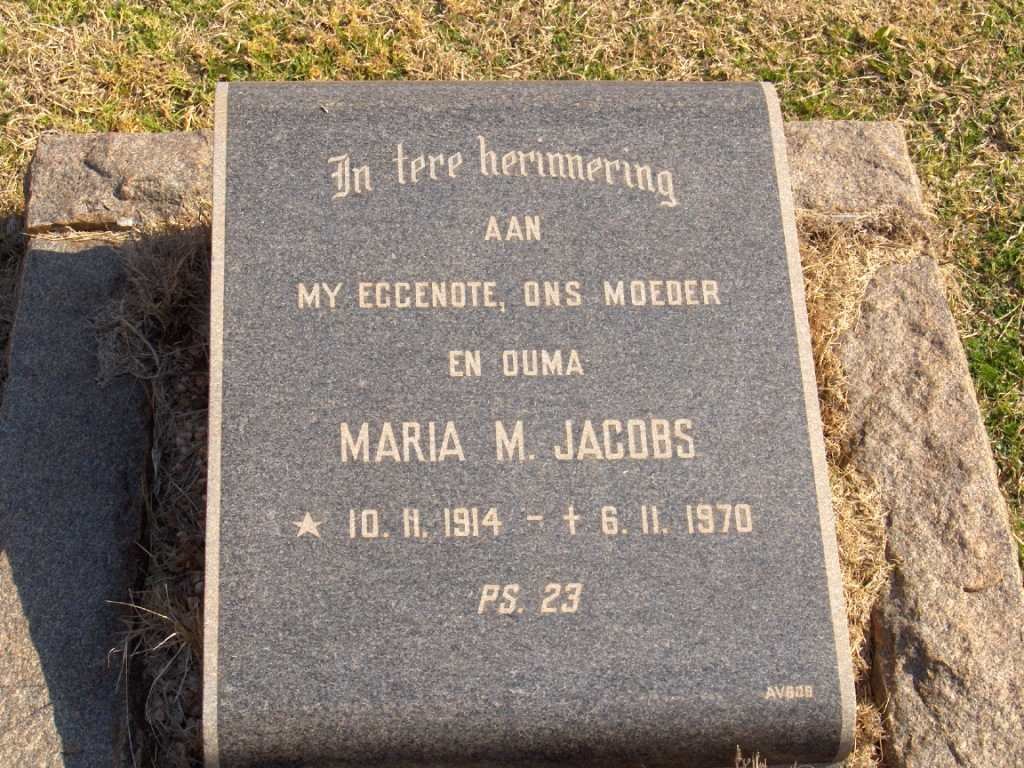 In tere herinnering
AAN
MY EGGENOTE, ONS MOEDER
EN OUMA
MARIA M. JACOBS
★ 10. 11. 1914 - † 6. 11. 1970
PS. 23